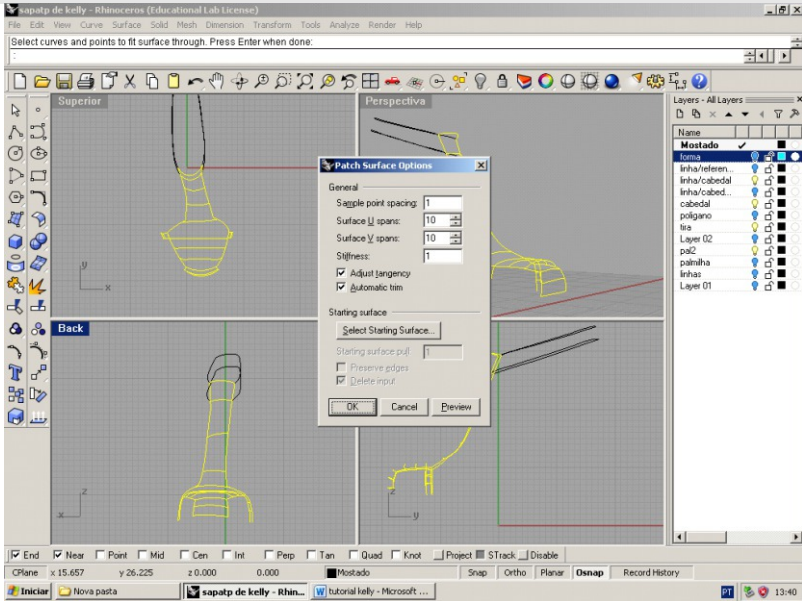 sapatp de kelly - Rhinoceros (Educational Lab License)
File Edit View Curve Surface Solid Mesh Dimension Transform Tools Analyze Render Help
Select curves and points to fit surface through. Press Enter when done:
:
Superior
Perspectiva
Back
y
x
z
x
z
y
Patch Surface Options
General
Sample point spacing: 1
Surface U spans: 10
Surface V spans: 10
Stiffness: 1
Adjust tangency
Automatic trim
Starting surface
Select Starting Surface...
Starting surface pull 1
Preserve edges
Delete input
OK Cancel Preview
Layers - All Layers
Name
Mostado
forma
linha/referen...
linha/cabedal
linha/cabed...
cabedal
poligano
tira
Layer 02
pal2
palmilha
linhas
Layer 01
End Near Point Mid Cen Int Perp Tan Quad Knot Project STrack Disable
CPlane x 15.657 y 26.225 z 0.000 0.000 Mostado Snap Ortho Planar Osnap Record History
Iniciar Nova pasta sapatp de kelly - Rhin... tutorial kelly - Microsoft ... PT 13:40